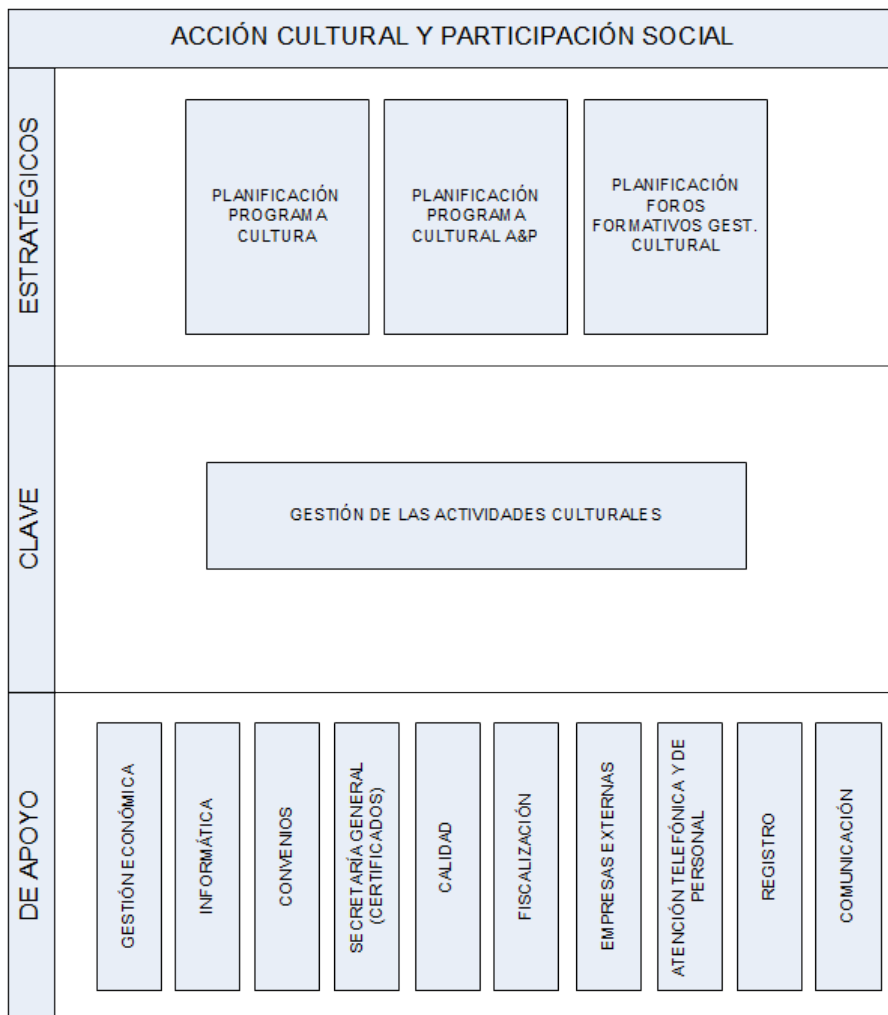 ACCIÓN CULTURAL Y PARTICIPACIÓN SOCIAL
ESTRATÉGICOS
PLANIFICACIÓN
PROGRAMA
CULTURA
PLANIFICACIÓN
PROGRAMA
CULTURAL A&P
PLANIFICACIÓN
FOROS
FORMATIVOS GEST.
CULTURAL
CLAVE
GESTIÓN DE LAS ACTIVIDADES CULTURALES
DE APOYO
GESTIÓN ECONÓMICA
INFORMÁTICA
CONVENIOS
SECRETARÍA GENERAL
(CERTIFICADOS)
CALIDAD
FISCALIZACIÓN
EMPRESAS EXTERNAS
ATENCIÓN TELEFÓNICA Y DE
PERSONAL
REGISTRO
COMUNICACIÓN